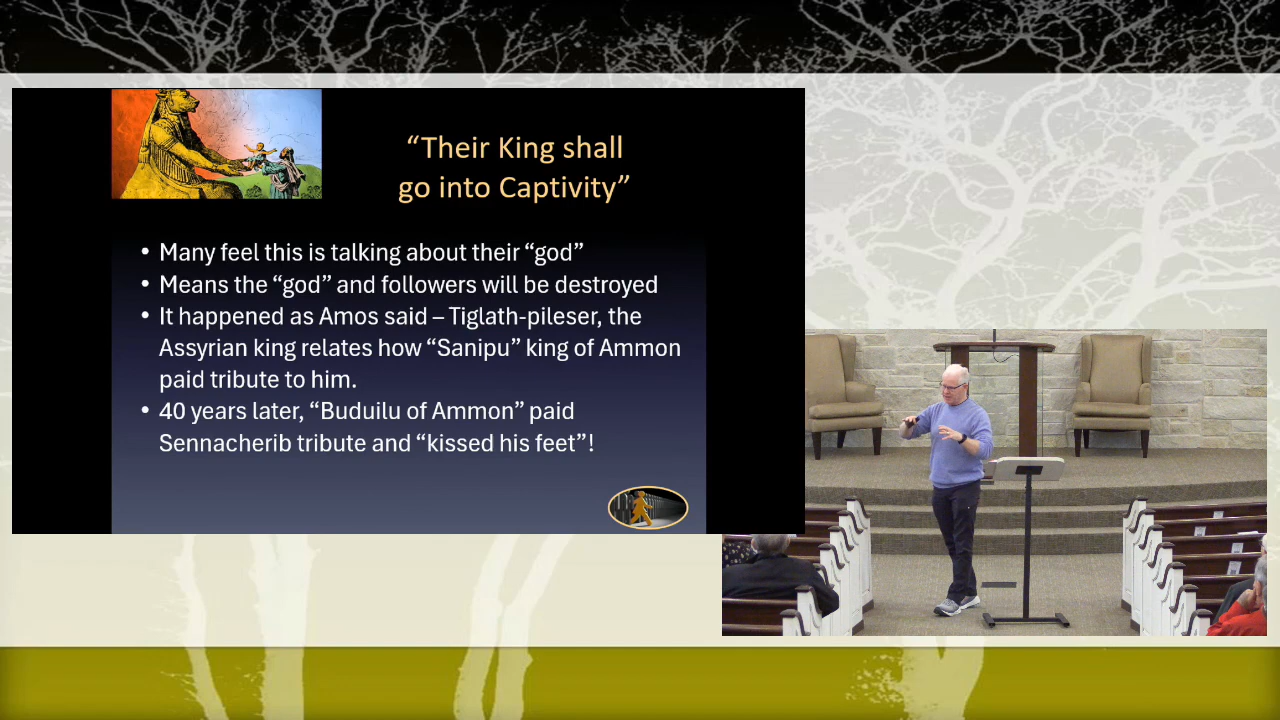 “Their King shall
go into Captivity”
• Many feel this is talking about their “god”
• Means the “god” and followers will be destroyed
• It happened as Amos said – Tiglath-pileser, the
Assyrian king relates how “Sanipu” king of Ammon
paid tribute to him.
• 40 years later, “Buduilu of Ammon” paid
Sennacherib tribute and “kissed his feet”!